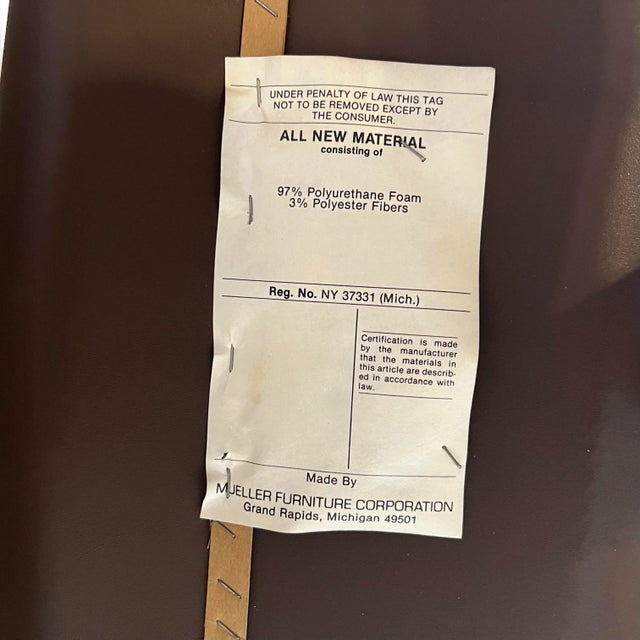 UNDER PENALTY OF LAW THIS TAG
NOT TO BE REMOVED EXCEPT BY
THE CONSUMER.
ALL NEW MATERIAL
consisting of
97% Polyurethane Foam
3% Polyester Fibers
Reg. No. NY 37331 (Mich.)
Certification is made
by the manufacturer
that the materials in
this article are describ-
ed in accordance with
law.
Made By
MUELLER FURNITURE CORPORATION
Grand Rapids, Michigan 49501